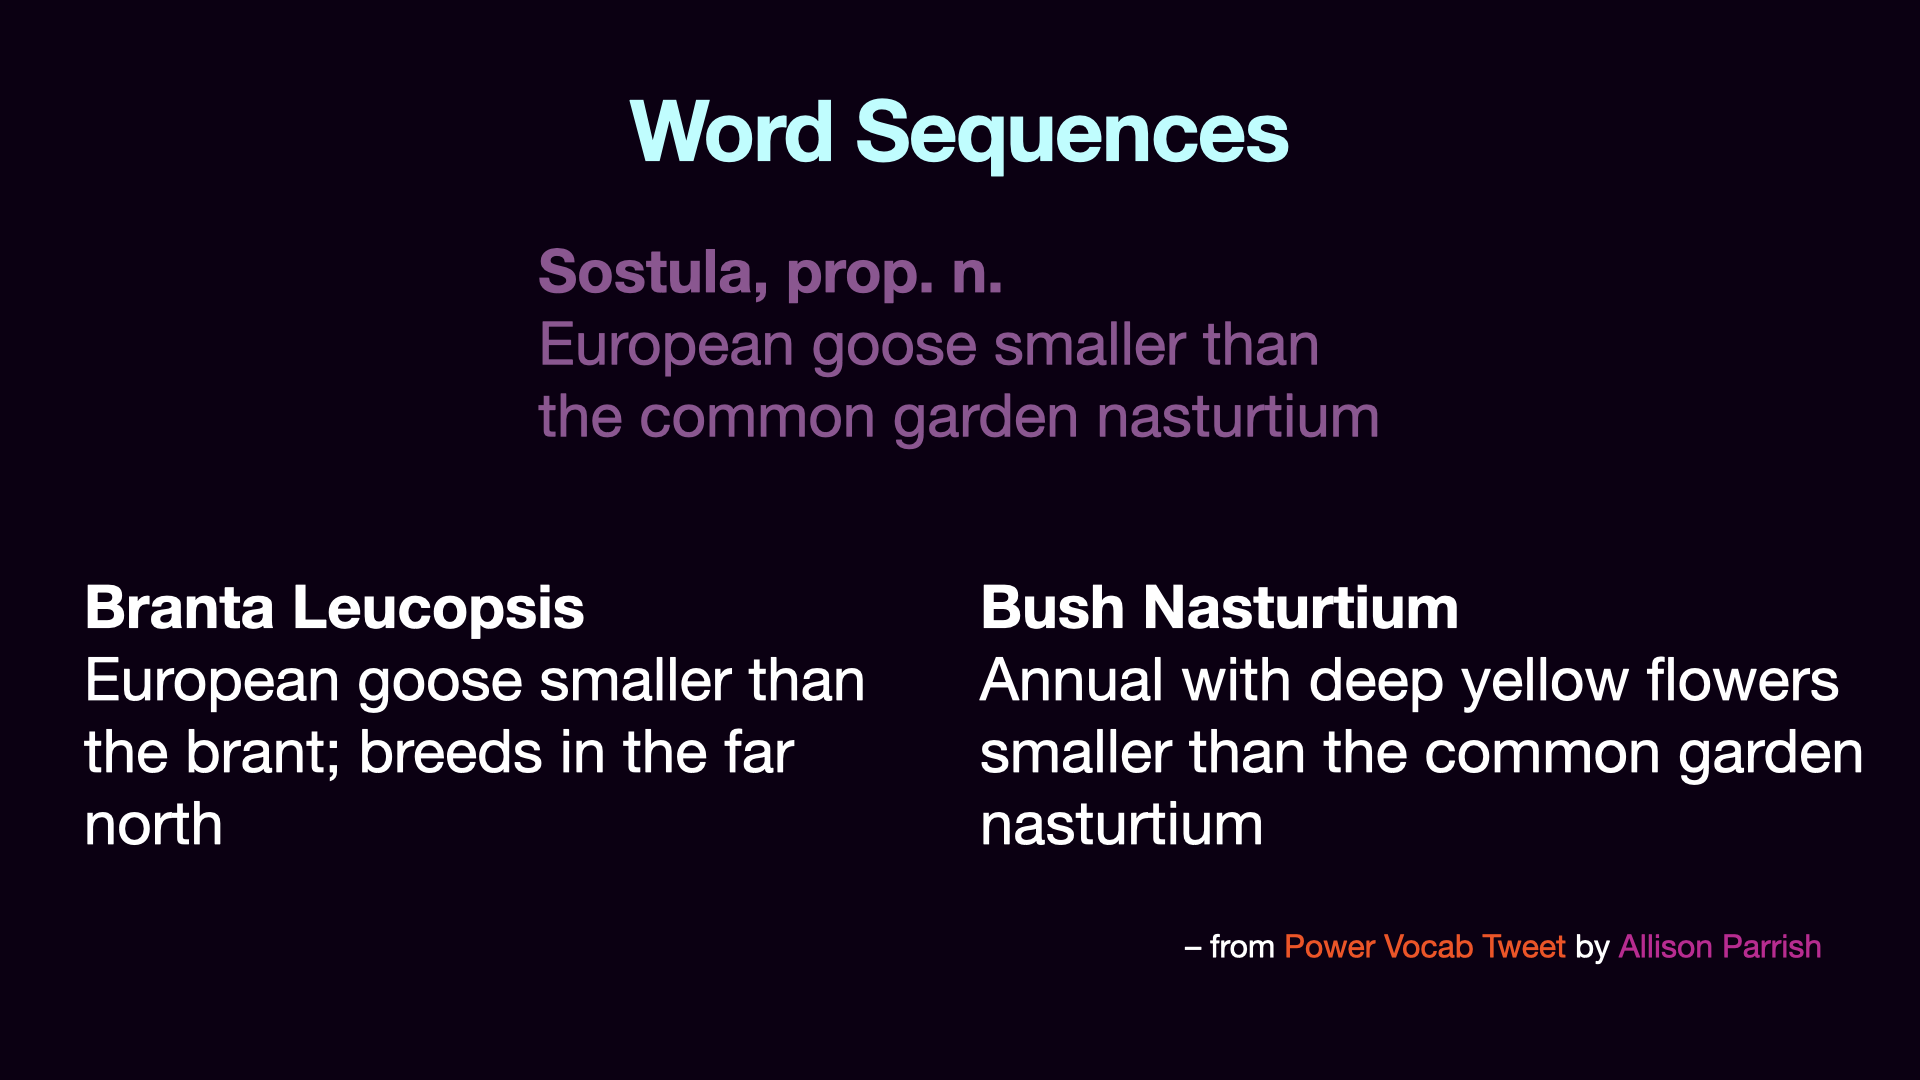 Word Sequences
Sostula, prop. n.
European goose smaller than
the common garden nasturtium
Branta Leucopsis
European goose smaller than
the brant; breeds in the far
north
Bush Nasturtium
Annual with deep yellow flowers
smaller than the common garden
nasturtium
– from Power Vocab Tweet by Allison Parrish